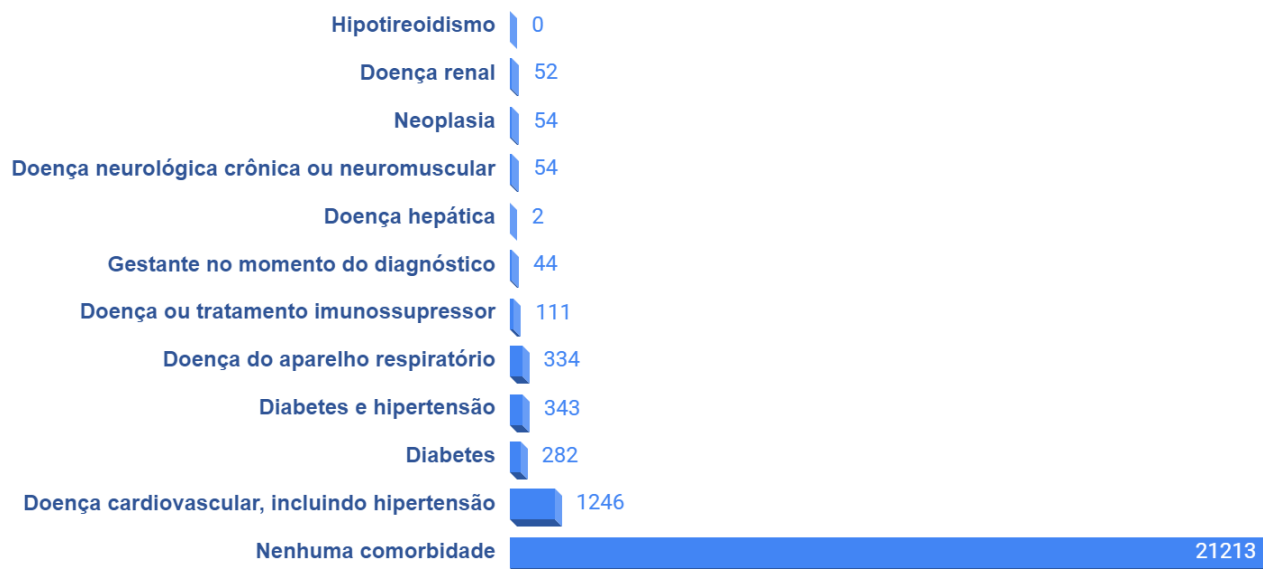 Hipotireoidismo 0
Doença renal 52
Neoplasia 54
Doença neurológica crônica ou neuromuscular 54
Doença hepática 2
Gestante no momento do diagnóstico 44
Doença ou tratamento imunossupressor 111
Doença do aparelho respiratório 334
Diabetes e hipertensão 343
Diabetes 282
Doença cardiovascular, incluindo hipertensão 1246
Nenhuma comorbidade 21213